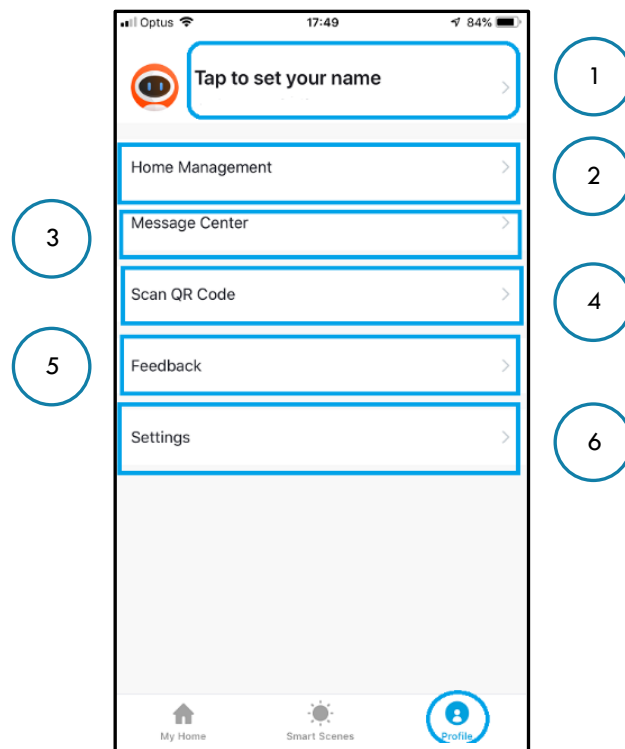 Optus 17:49 84%
Tap to set your name
1
Home Management
2
Message Center
3
Scan QR Code
4
Feedback
5
Settings
6
My Home Smart Scenes Profile